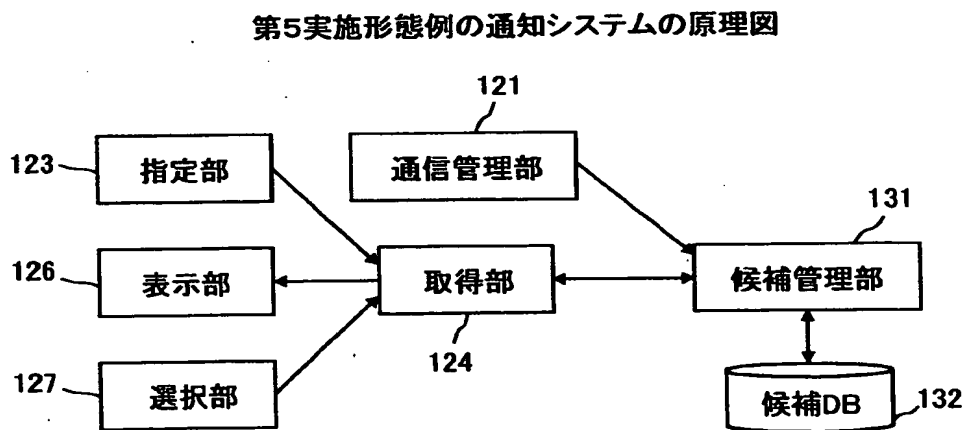 第5実施形態例の通知システムの原理図
121
123
指定部
通信管理部
131
126
表示部
取得部
候補管理部
124
127
選択部
候補DB
132